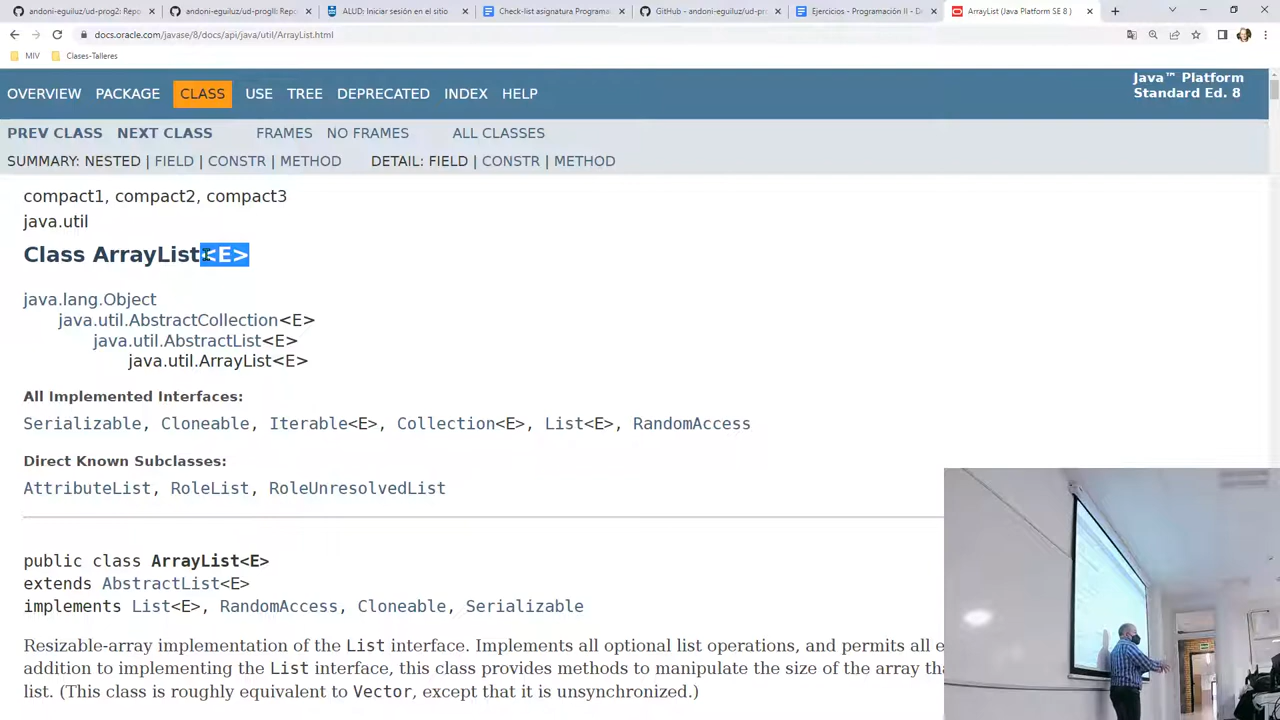 andoni-eguiluz/ud-prog2: Repo
andoni-eguiluz/ud-progIII: Repo
ALUD: Iniciar sesión en el sitio
Check-list asignatura Programa
GitHub - andoni-eguiluz/ud-pr
Ejercicios - Programación II - D
ArrayList (Java Platform SE 8 )
docs.oracle.com/javase/8/docs/api/java/util/ArrayList.html
MIV
Clases-Talleres
OVERVIEW PACKAGE CLASS USE TREE DEPRECATED INDEX HELP
Java™ Platform
Standard Ed. 8
PREV CLASS NEXT CLASS FRAMES NO FRAMES ALL CLASSES
SUMMARY: NESTED | FIELD | CONSTR | METHOD DETAIL: FIELD | CONSTR | METHOD
compact1, compact2, compact3
java.util
Class ArrayList<E>
java.lang.Object
java.util.AbstractCollection<E>
java.util.AbstractList<E>
java.util.ArrayList<E>
All Implemented Interfaces:
Serializable, Cloneable, Iterable<E>, Collection<E>, List<E>, RandomAccess
Direct Known Subclasses:
AttributeList, RoleList, RoleUnresolvedList
public class ArrayList<E>
extends AbstractList<E>
implements List<E>, RandomAccess, Cloneable, Serializable
Resizable-array implementation of the List interface. Implements all optional list operations, and permits all e
addition to implementing the List interface, this class provides methods to manipulate the size of the array tha
list. (This class is roughly equivalent to Vector, except that it is unsynchronized.)